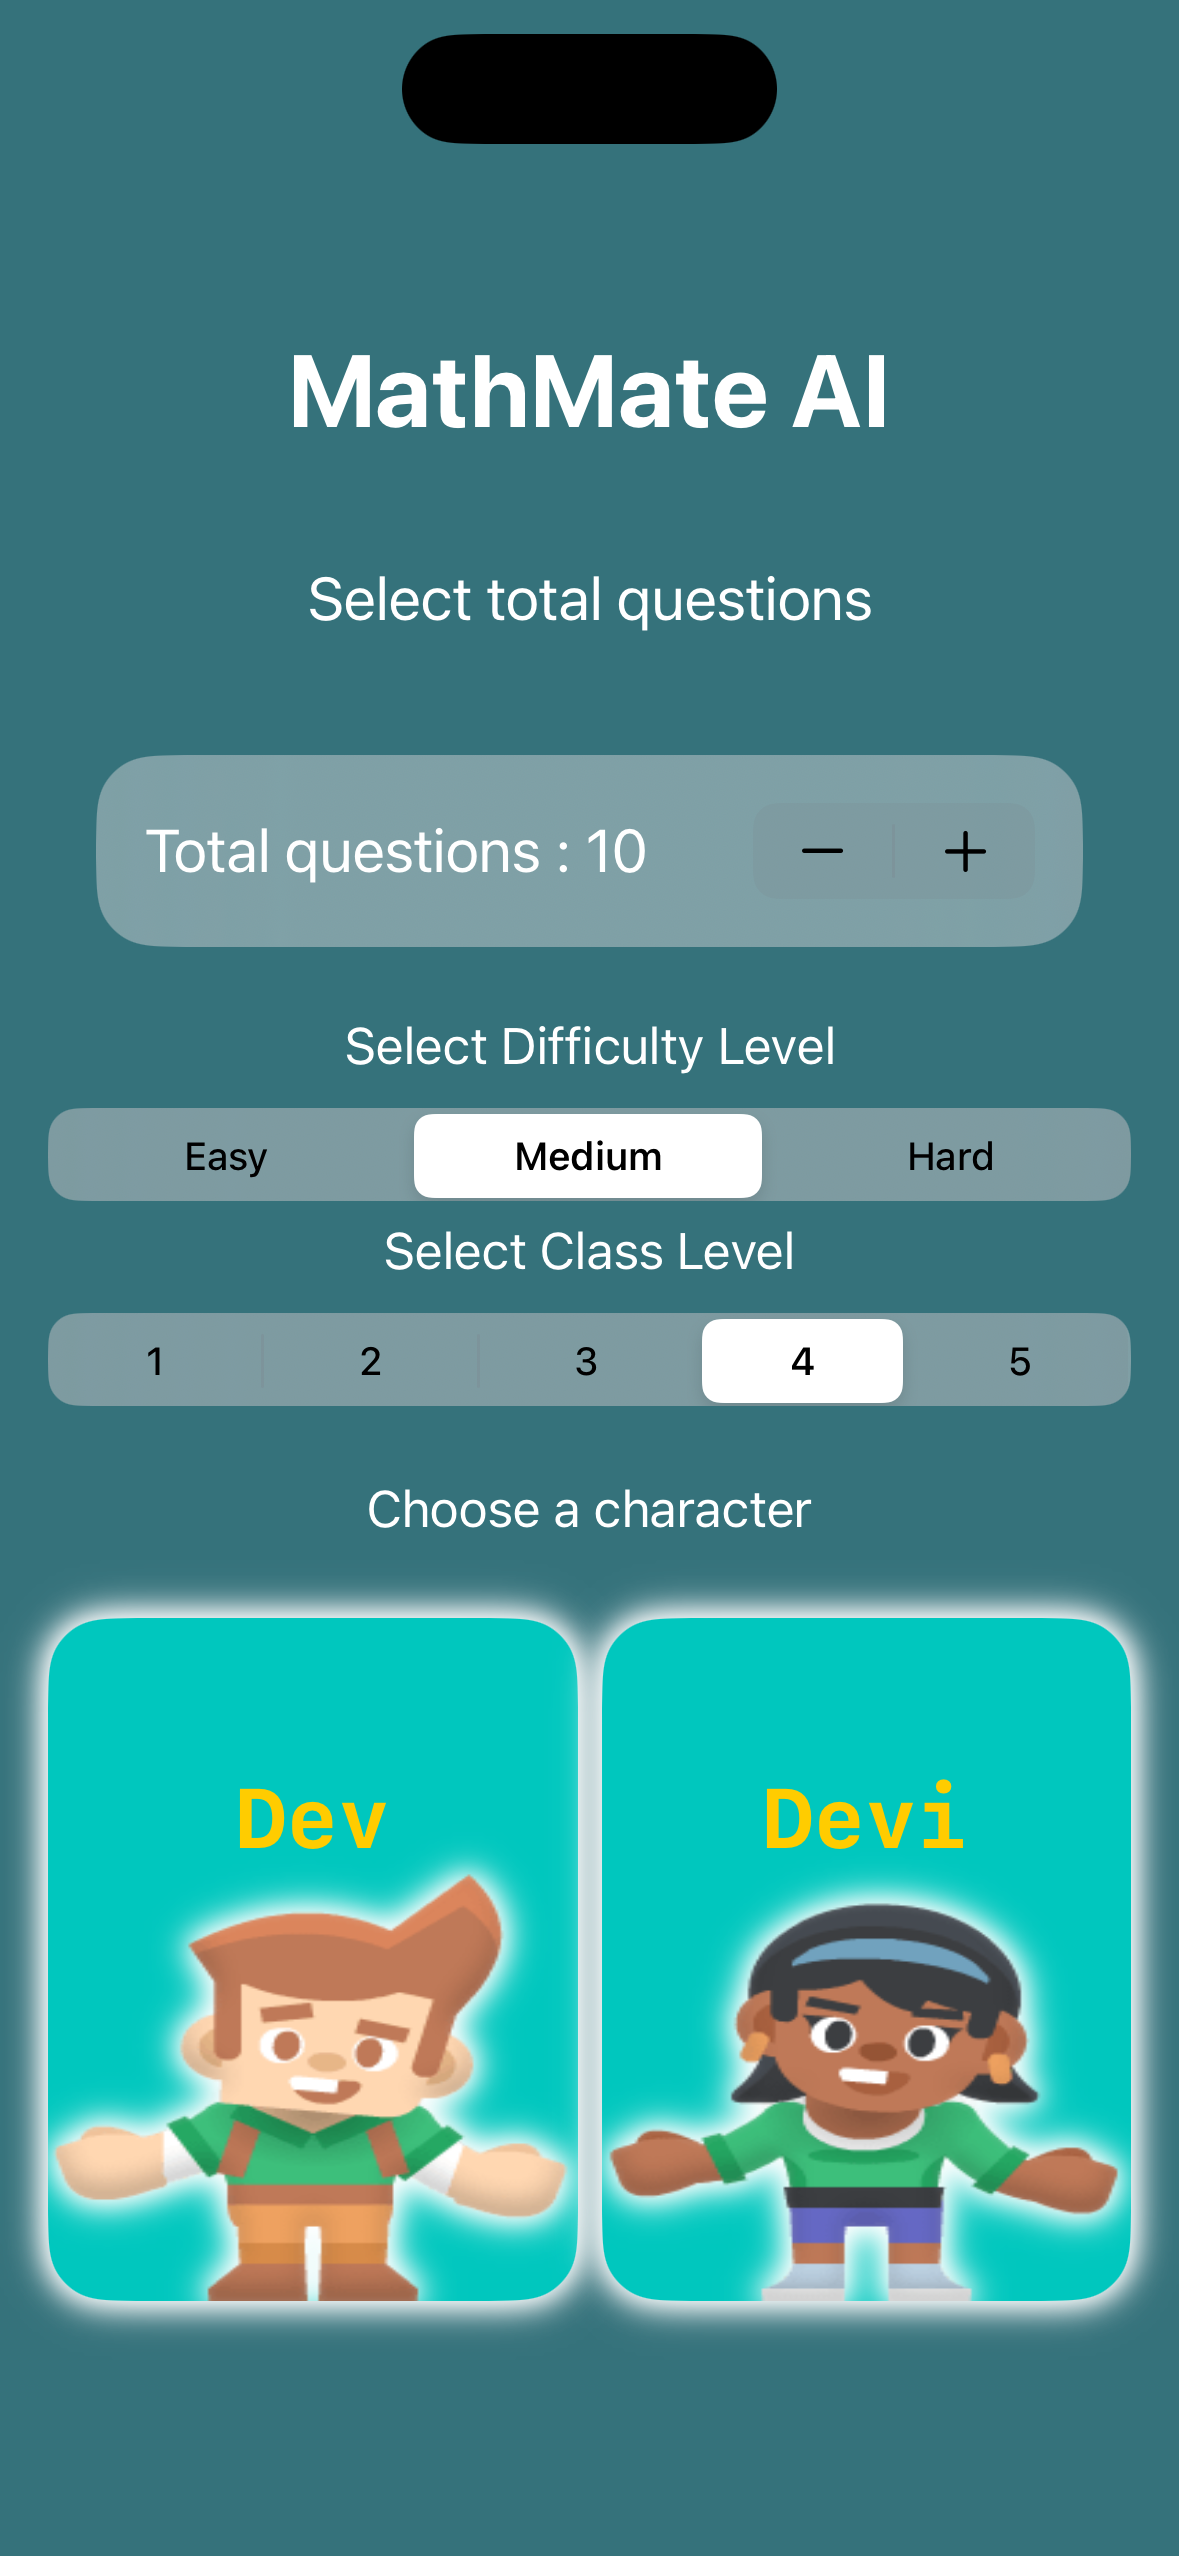 MathMate AI
Select total questions
Total questions : 10
Select Difficulty Level
Easy Medium Hard
Select Class Level
1 2 3 4 5
Choose a character
Dev Devi